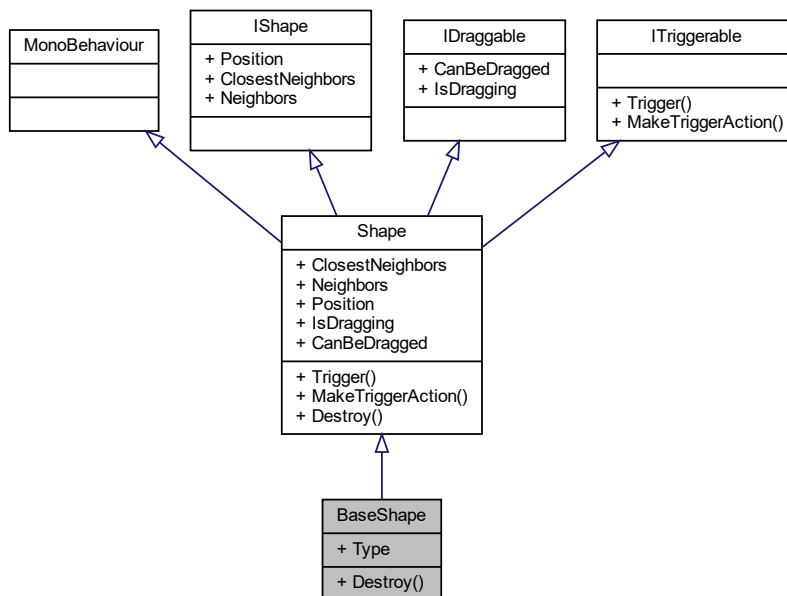 MonoBehaviour
IShape
+ Position
+ ClosestNeighbors
+ Neighbors
IDraggable
+ CanBeDragged
+ IsDragging
ITriggerable
+ Trigger()
+ MakeTriggerAction()
Shape
+ ClosestNeighbors
+ Neighbors
+ Position
+ IsDragging
+ CanBeDragged
+ Trigger()
+ MakeTriggerAction()
+ Destroy()
BaseShape
+ Type
+ Destroy()